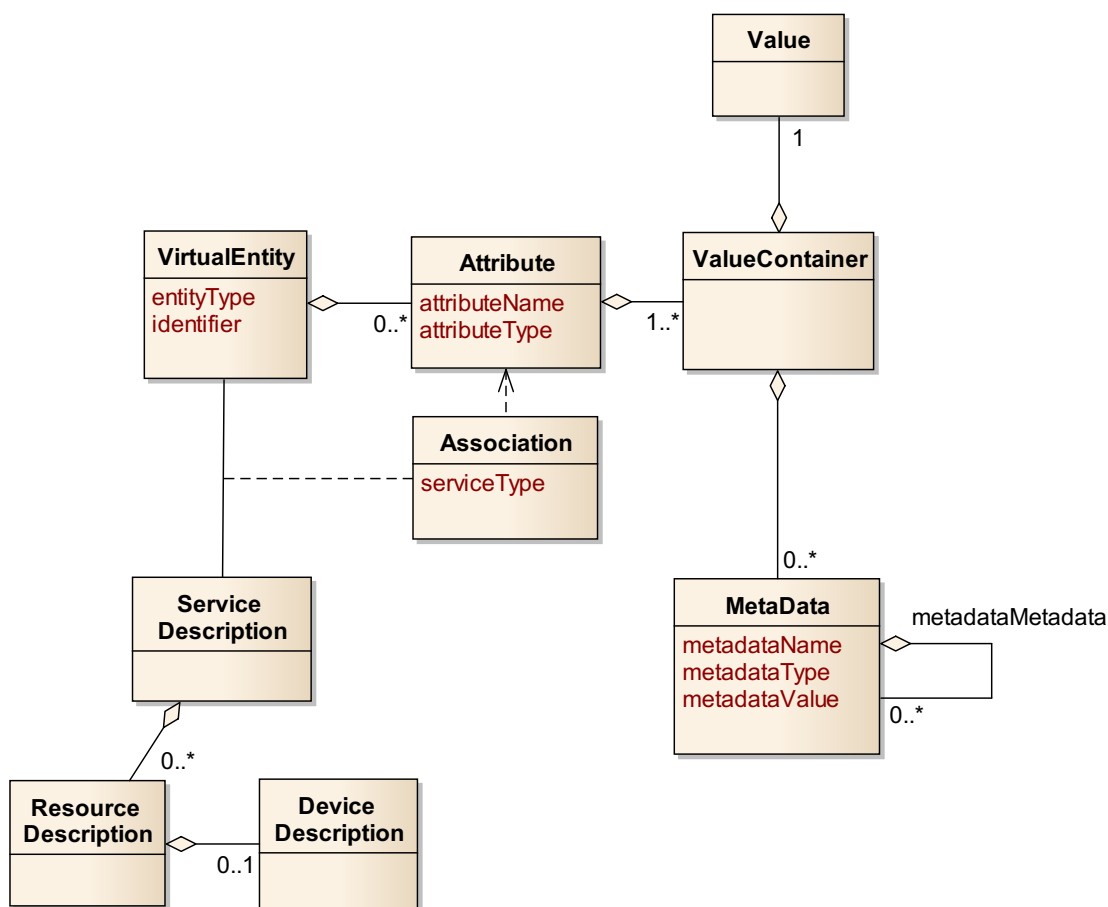 Value
1
VirtualEntity
entityType
identifier
0..*
Attribute
attributeName
attributeType
1..*
ValueContainer
Association
serviceType
0..*
Service
Description
MetaData
metadataName
metadataType
metadataValue
metadataMetadata
0..*
0..*
Resource
Description
0..1
Device
Description